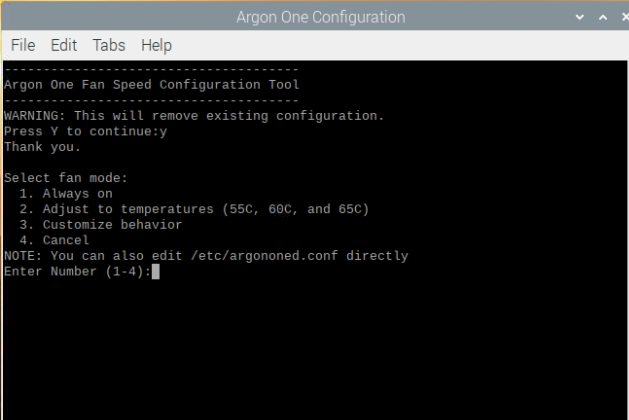 Argon One Configuration
File Edit Tabs Help
--------------------------------------
Argon One Fan Speed Configuration Tool
--------------------------------------
WARNING: This will remove existing configuration.
Press Y to continue:y
Thank you.
Select fan mode:
  1. Always on
  2. Adjust to temperatures (55C, 60C, and 65C)
  3. Customize behavior
  4. Cancel
NOTE: You can also edit /etc/argononed.conf directly
Enter Number (1-4):